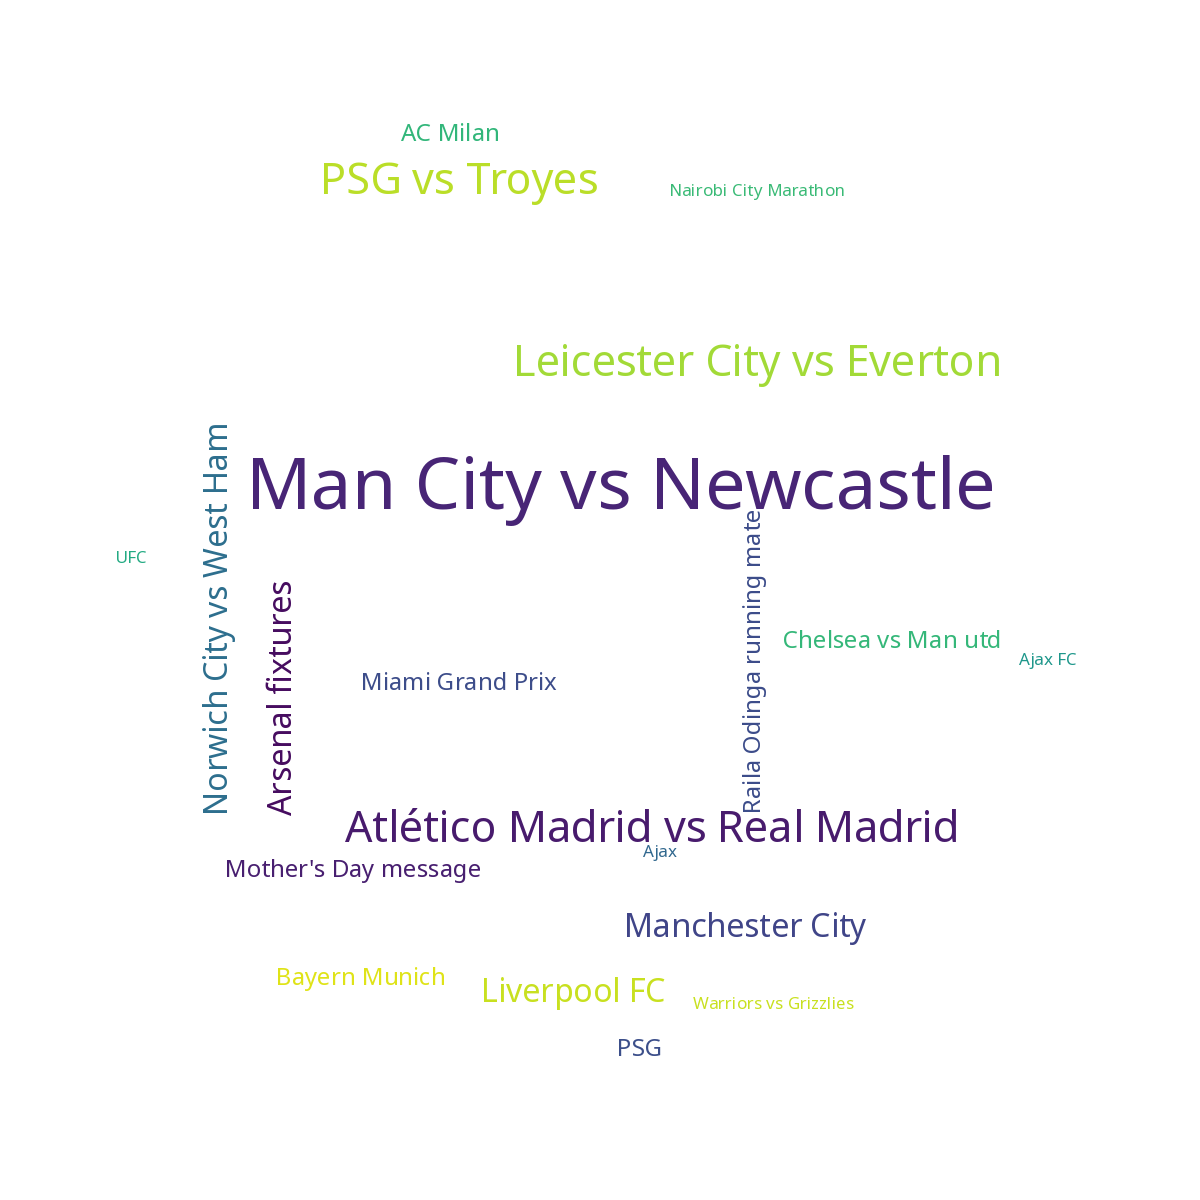 AC Milan
PSG vs Troyes
Nairobi City Marathon
Leicester City vs Everton
Norwich City vs West Ham
Man City vs Newcastle
Raila Odinga running mate
UFC
Arsenal fixtures
Chelsea vs Man utd
Ajax FC
Miami Grand Prix
Atlético Madrid vs Real Madrid
Ajax
Mother's Day message
Manchester City
Bayern Munich
Liverpool FC
Warriors vs Grizzlies
PSG